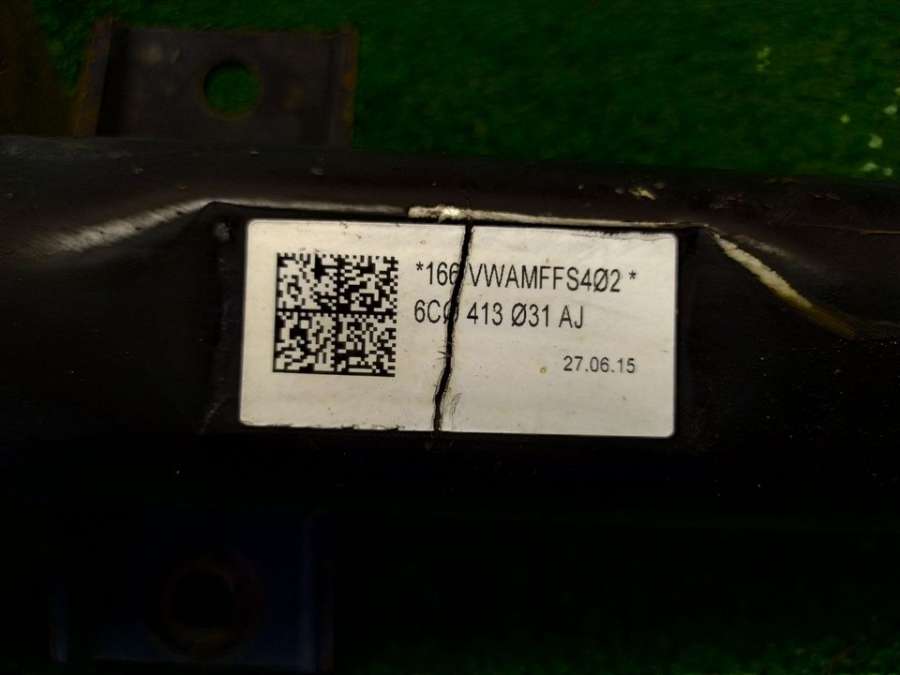 *166 VWAMFFS4Ø2 *
6CØ 413 Ø31 AJ
27.06.15